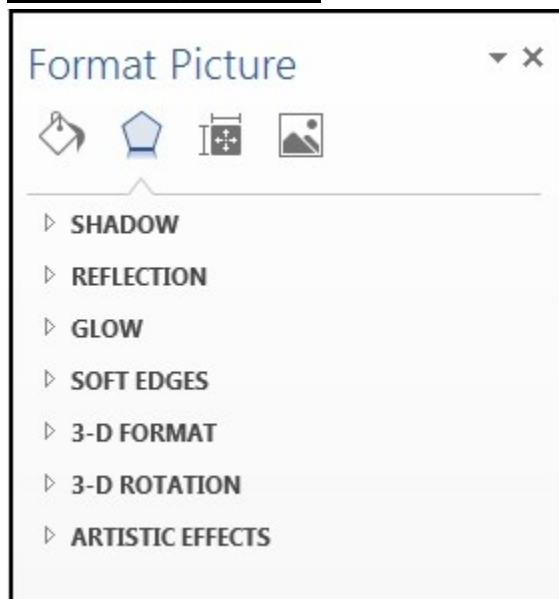 Format Picture
SHADOW
REFLECTION
GLOW
SOFT EDGES
3-D FORMAT
3-D ROTATION
ARTISTIC EFFECTS